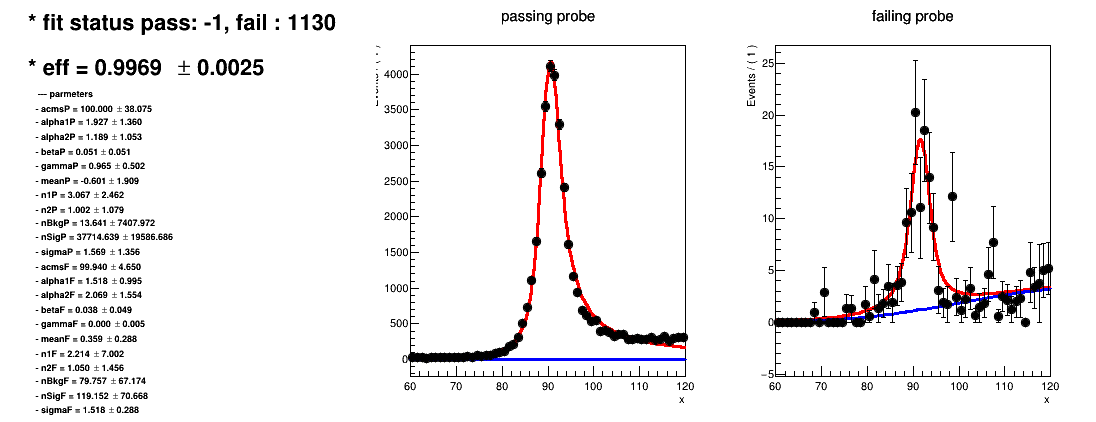 * fit status pass: -1, fail : 1130
* eff = 0.9969 ± 0.0025
--- parmeters
- acmsP = 100.000 ± 38.075
- alpha1P = 1.927 ± 1.360
- alpha2P = 1.189 ± 1.053
- betaP = 0.051 ± 0.051
- gammaP = 0.965 ± 0.502
- meanP = -0.601 ± 1.909
- n1P = 3.067 ± 2.462
- n2P = 1.002 ± 1.079
- nBkgP = 13.641 ± 7407.972
- nSigP = 37714.639 ± 19586.686
- sigmaP = 1.569 ± 1.356
- acmsF = 99.940 ± 4.650
- alpha1F = 1.518 ± 0.995
- alpha2F = 2.069 ± 1.554
- betaF = 0.038 ± 0.049
- gammaF = 0.000 ± 0.005
- meanF = 0.359 ± 0.288
- n1F = 2.214 ± 7.002
- n2F = 1.050 ± 1.456
- nBkgF = 79.757 ± 67.174
- nSigF = 119.152 ± 70.668
- sigmaF = 1.518 ± 0.288
passing probe
4000
3500
3000
2500
2000
1500
1000
500
0
60 70 80 90 100 110 120
x
failing probe
Events / ( 1 )
25
20
15
10
5
0
−5
60 70 80 90 100 110 120
x